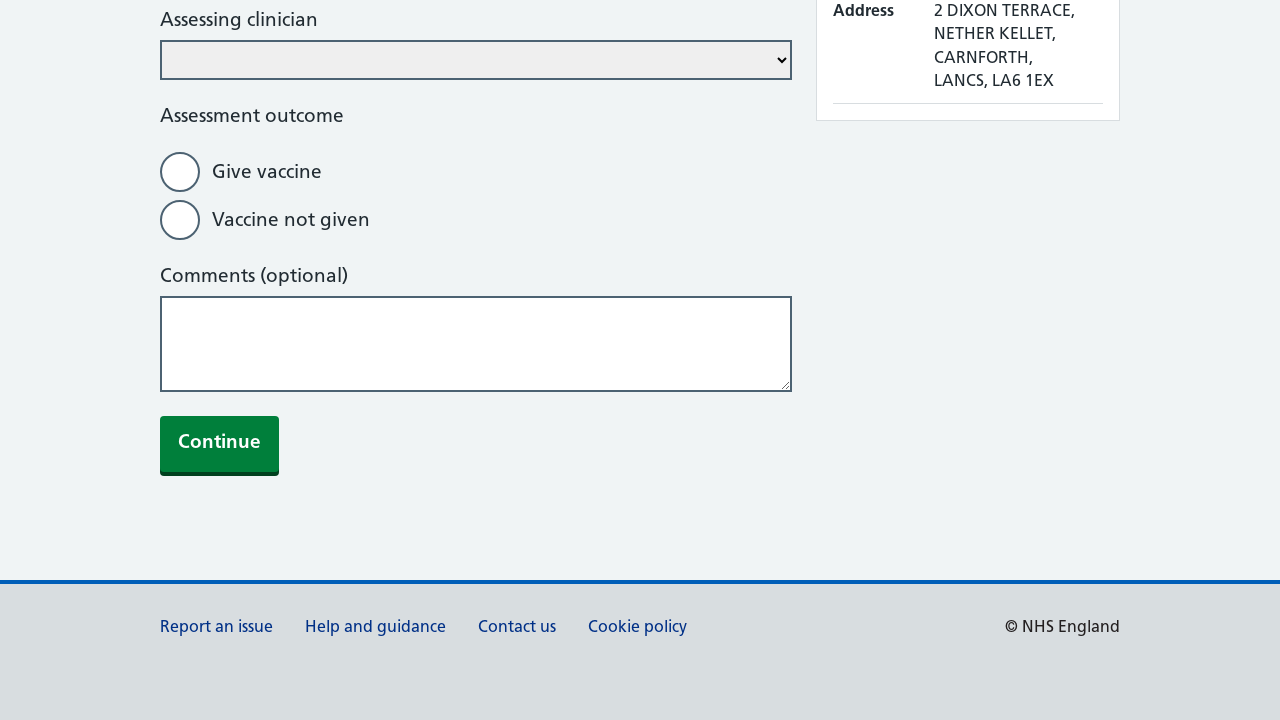 Assessing clinician
Assessment outcome
Give vaccine
Vaccine not given
Comments (optional)
Continue
Address
2 DIXON TERRACE,
NETHER KELLET,
CARNFORTH,
LANCS, LA6 1EX
Report an issue
Help and guidance
Contact us
Cookie policy
© NHS England